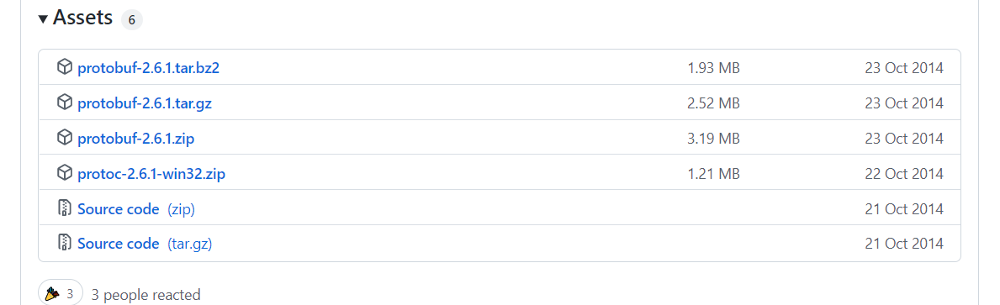 Assets 6
protobuf-2.6.1.tar.bz2 1.93 MB 23 Oct 2014
protobuf-2.6.1.tar.gz 2.52 MB 23 Oct 2014
protobuf-2.6.1.zip 3.19 MB 23 Oct 2014
protoc-2.6.1-win32.zip 1.21 MB 22 Oct 2014
Source code (zip) 21 Oct 2014
Source code (tar.gz) 21 Oct 2014
3 3 people reacted